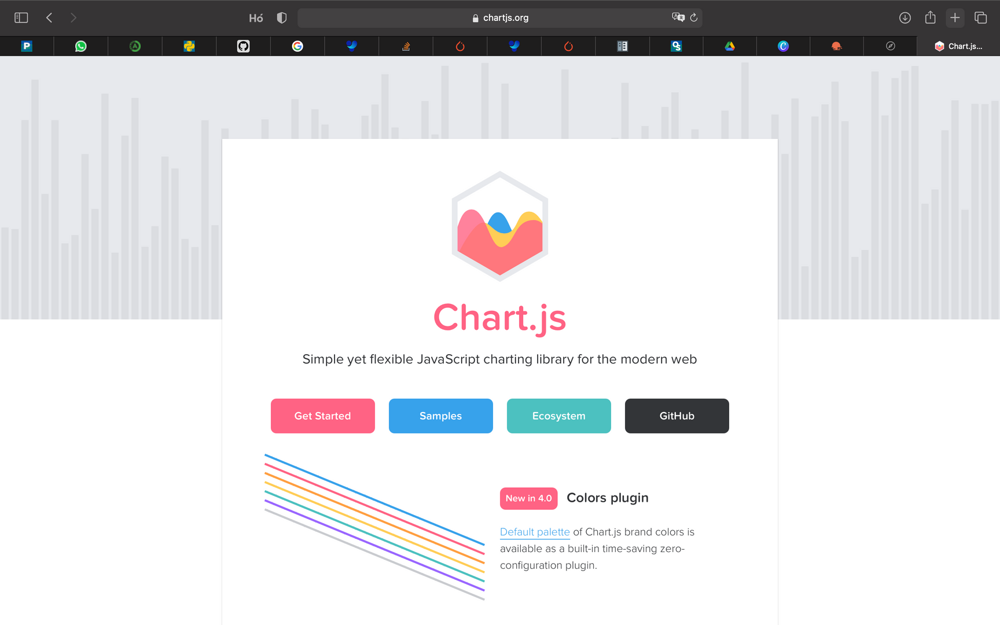 Hó
chartjs.org
Chart.js...
Chart.js
Simple yet flexible JavaScript charting library for the modern web
Get Started
Samples
Ecosystem
GitHub
New in 4.0
Colors plugin
Default palette of Chart.js brand colors is
available as a built-in time-saving zero-
configuration plugin.